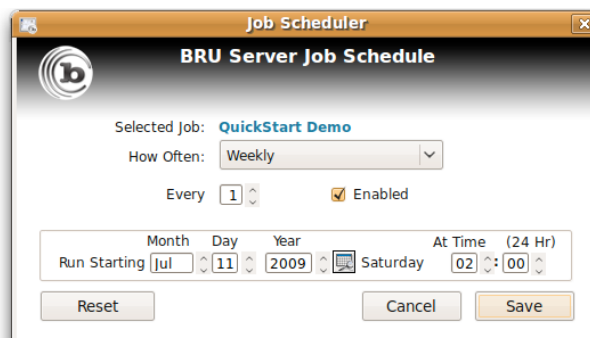 Job Scheduler
b
BRU Server Job Schedule
Selected Job: QuickStart Demo
How Often: Weekly
Every 1 Enabled
Month Day Year At Time (24 Hr)
Run Starting Jul 11 2009 Saturday 02 : 00
Reset Cancel Save